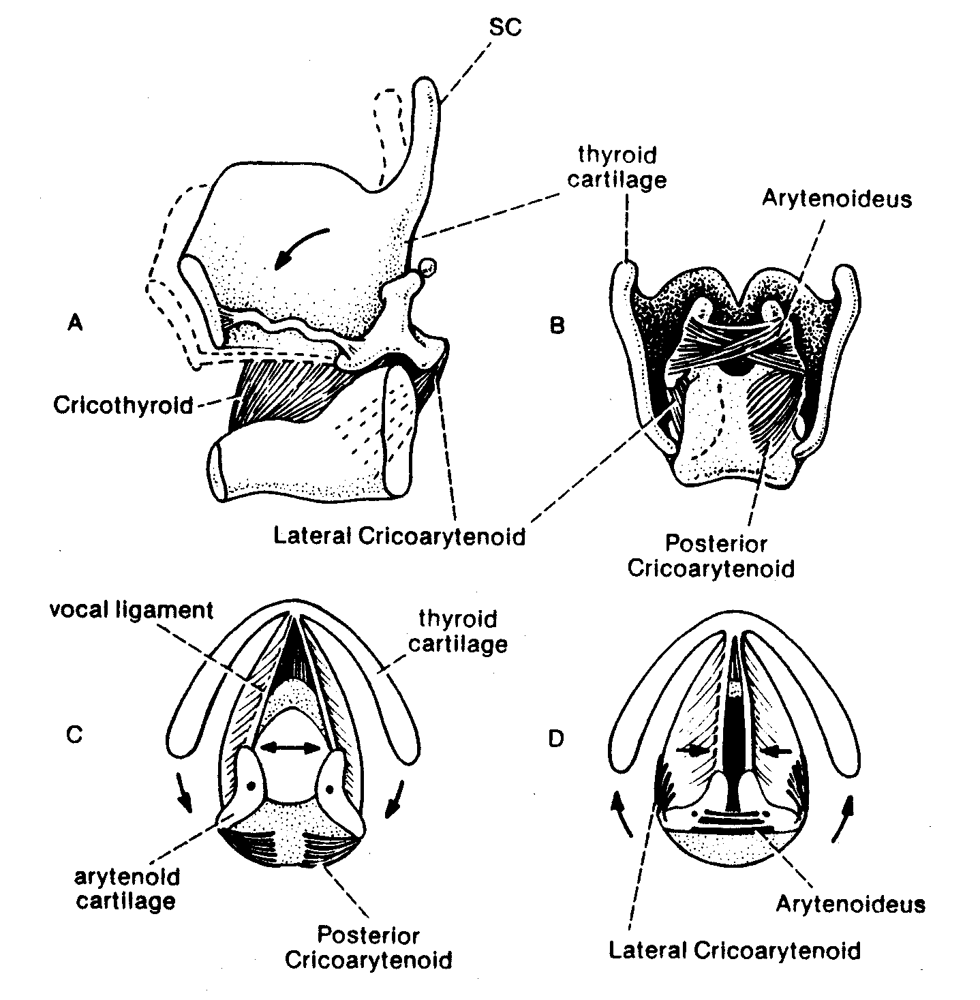 SC
thyroid
cartilage
Arytenoideus
A
B
Cricothyroid
Lateral Cricoarytenoid
Posterior
Cricoarytenoid
vocal ligament
thyroid
cartilage
C
D
arytenoid
cartilage
Arytenoideus
Posterior
Cricoarytenoid
Lateral Cricoarytenoid